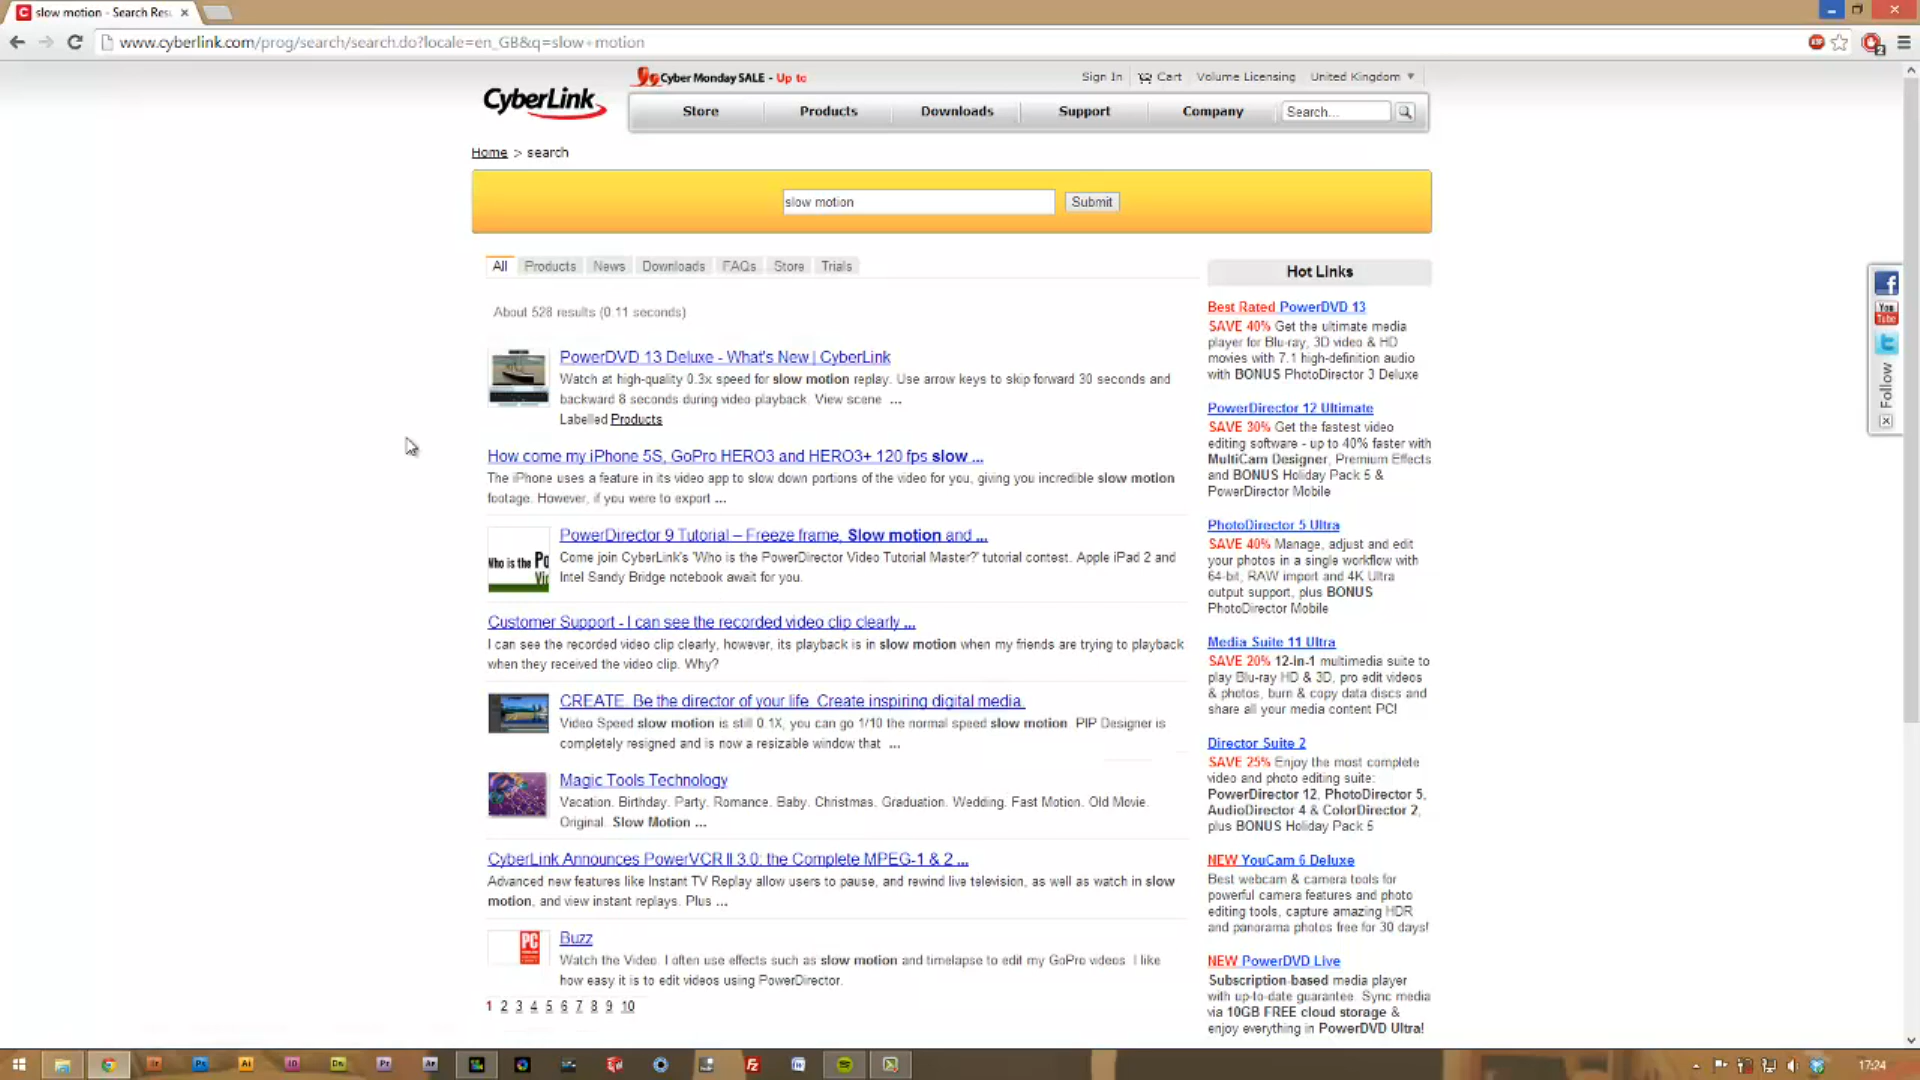 slow motion - Search Res
www.cyberlink.com/prog/search/search.do?locale=en_GB&q=slow+motion
CyberLink
Cyber Monday SALE - Up to
Sign In
Cart
Volume Licensing
United Kingdom
Store
Products
Downloads
Support
Company
Search...
Home > search
slow motion
Submit
All
Products
News
Downloads
FAQs
Store
Trials
About 528 results (0.11 seconds)
PowerDVD 13 Deluxe - What's New | CyberLink
Watch at high-quality 0.3x speed for slow motion replay. Use arrow keys to skip forward 30 seconds and
backward 8 seconds during video playback. View scene ...
Labelled Products
How come my iPhone 5S, GoPro HERO3 and HERO3+ 120 fps slow ...
The iPhone uses a feature in its video app to slow down portions of the video for you, giving you incredible slow motion
footage. However, if you were to export ...
Who is the Po
Vi
PowerDirector 9 Tutorial – Freeze frame, Slow motion and ...
Come join CyberLink's 'Who is the PowerDirector Video Tutorial Master?' tutorial contest. Apple iPad 2 and
Intel Sandy Bridge notebook await for you.
Customer Support - I can see the recorded video clip clearly ...
I can see the recorded video clip clearly, however, its playback is in slow motion when my friends are trying to playback
when they received the video clip. Why?
CREATE. Be the director of your life. Create inspiring digital media.
Video Speed slow motion is still 0.1X, you can go 1/10 the normal speed slow motion. PIP Designer is
completely resigned and is now a resizable window that ...
Magic Tools Technology
Vacation. Birthday. Party. Romance. Baby. Christmas. Graduation. Wedding. Fast Motion. Old Movie.
Original. Slow Motion ...
CyberLink Announces PowerVCR II 3.0: the Complete MPEG-1 & 2 ...
Advanced new features like Instant TV Replay allow users to pause, and rewind live television, as well as watch in slow
motion, and view instant replays. Plus ...
PC
Buzz
Watch the Video. I often use effects such as slow motion and timelapse to edit my GoPro videos. I like
how easy it is to edit videos using PowerDirector.
1 2 3 4 5 6 7 8 9 10
Hot Links
Best Rated PowerDVD 13
SAVE 40% Get the ultimate media
player for Blu-ray, 3D video & HD
movies with 7.1 high-definition audio
with BONUS PhotoDirector 3 Deluxe
PowerDirector 12 Ultimate
SAVE 30% Get the fastest video
editing software - up to 40% faster with
MultiCam Designer, Premium Effects
and BONUS Holiday Pack 5 &
PowerDirector Mobile
PhotoDirector 5 Ultra
SAVE 40% Manage, adjust and edit
your photos in a single workflow with
64-bit, RAW import and 4K Ultra
output support, plus BONUS
PhotoDirector Mobile
Media Suite 11 Ultra
SAVE 20% 12-in-1 multimedia suite to
play Blu-ray HD & 3D, pro edit videos
& photos, burn & copy data discs and
share all your media content PC!
Director Suite 2
SAVE 25% Enjoy the most complete
video and photo editing suite:
PowerDirector 12, PhotoDirector 5,
AudioDirector 4 & ColorDirector 2,
plus BONUS Holiday Pack 5
NEW YouCam 6 Deluxe
Best webcam & camera tools for
powerful camera features and photo
editing tools, capture amazing HDR
and panorama photos free for 30 days!
NEW PowerDVD Live
Subscription-based media player
with up-to-date guarantee. Sync media
via 10GB FREE cloud storage &
enjoy everything in PowerDVD Ultra!
You
Tube
Follow
Ps
Ai
Pr
17:24